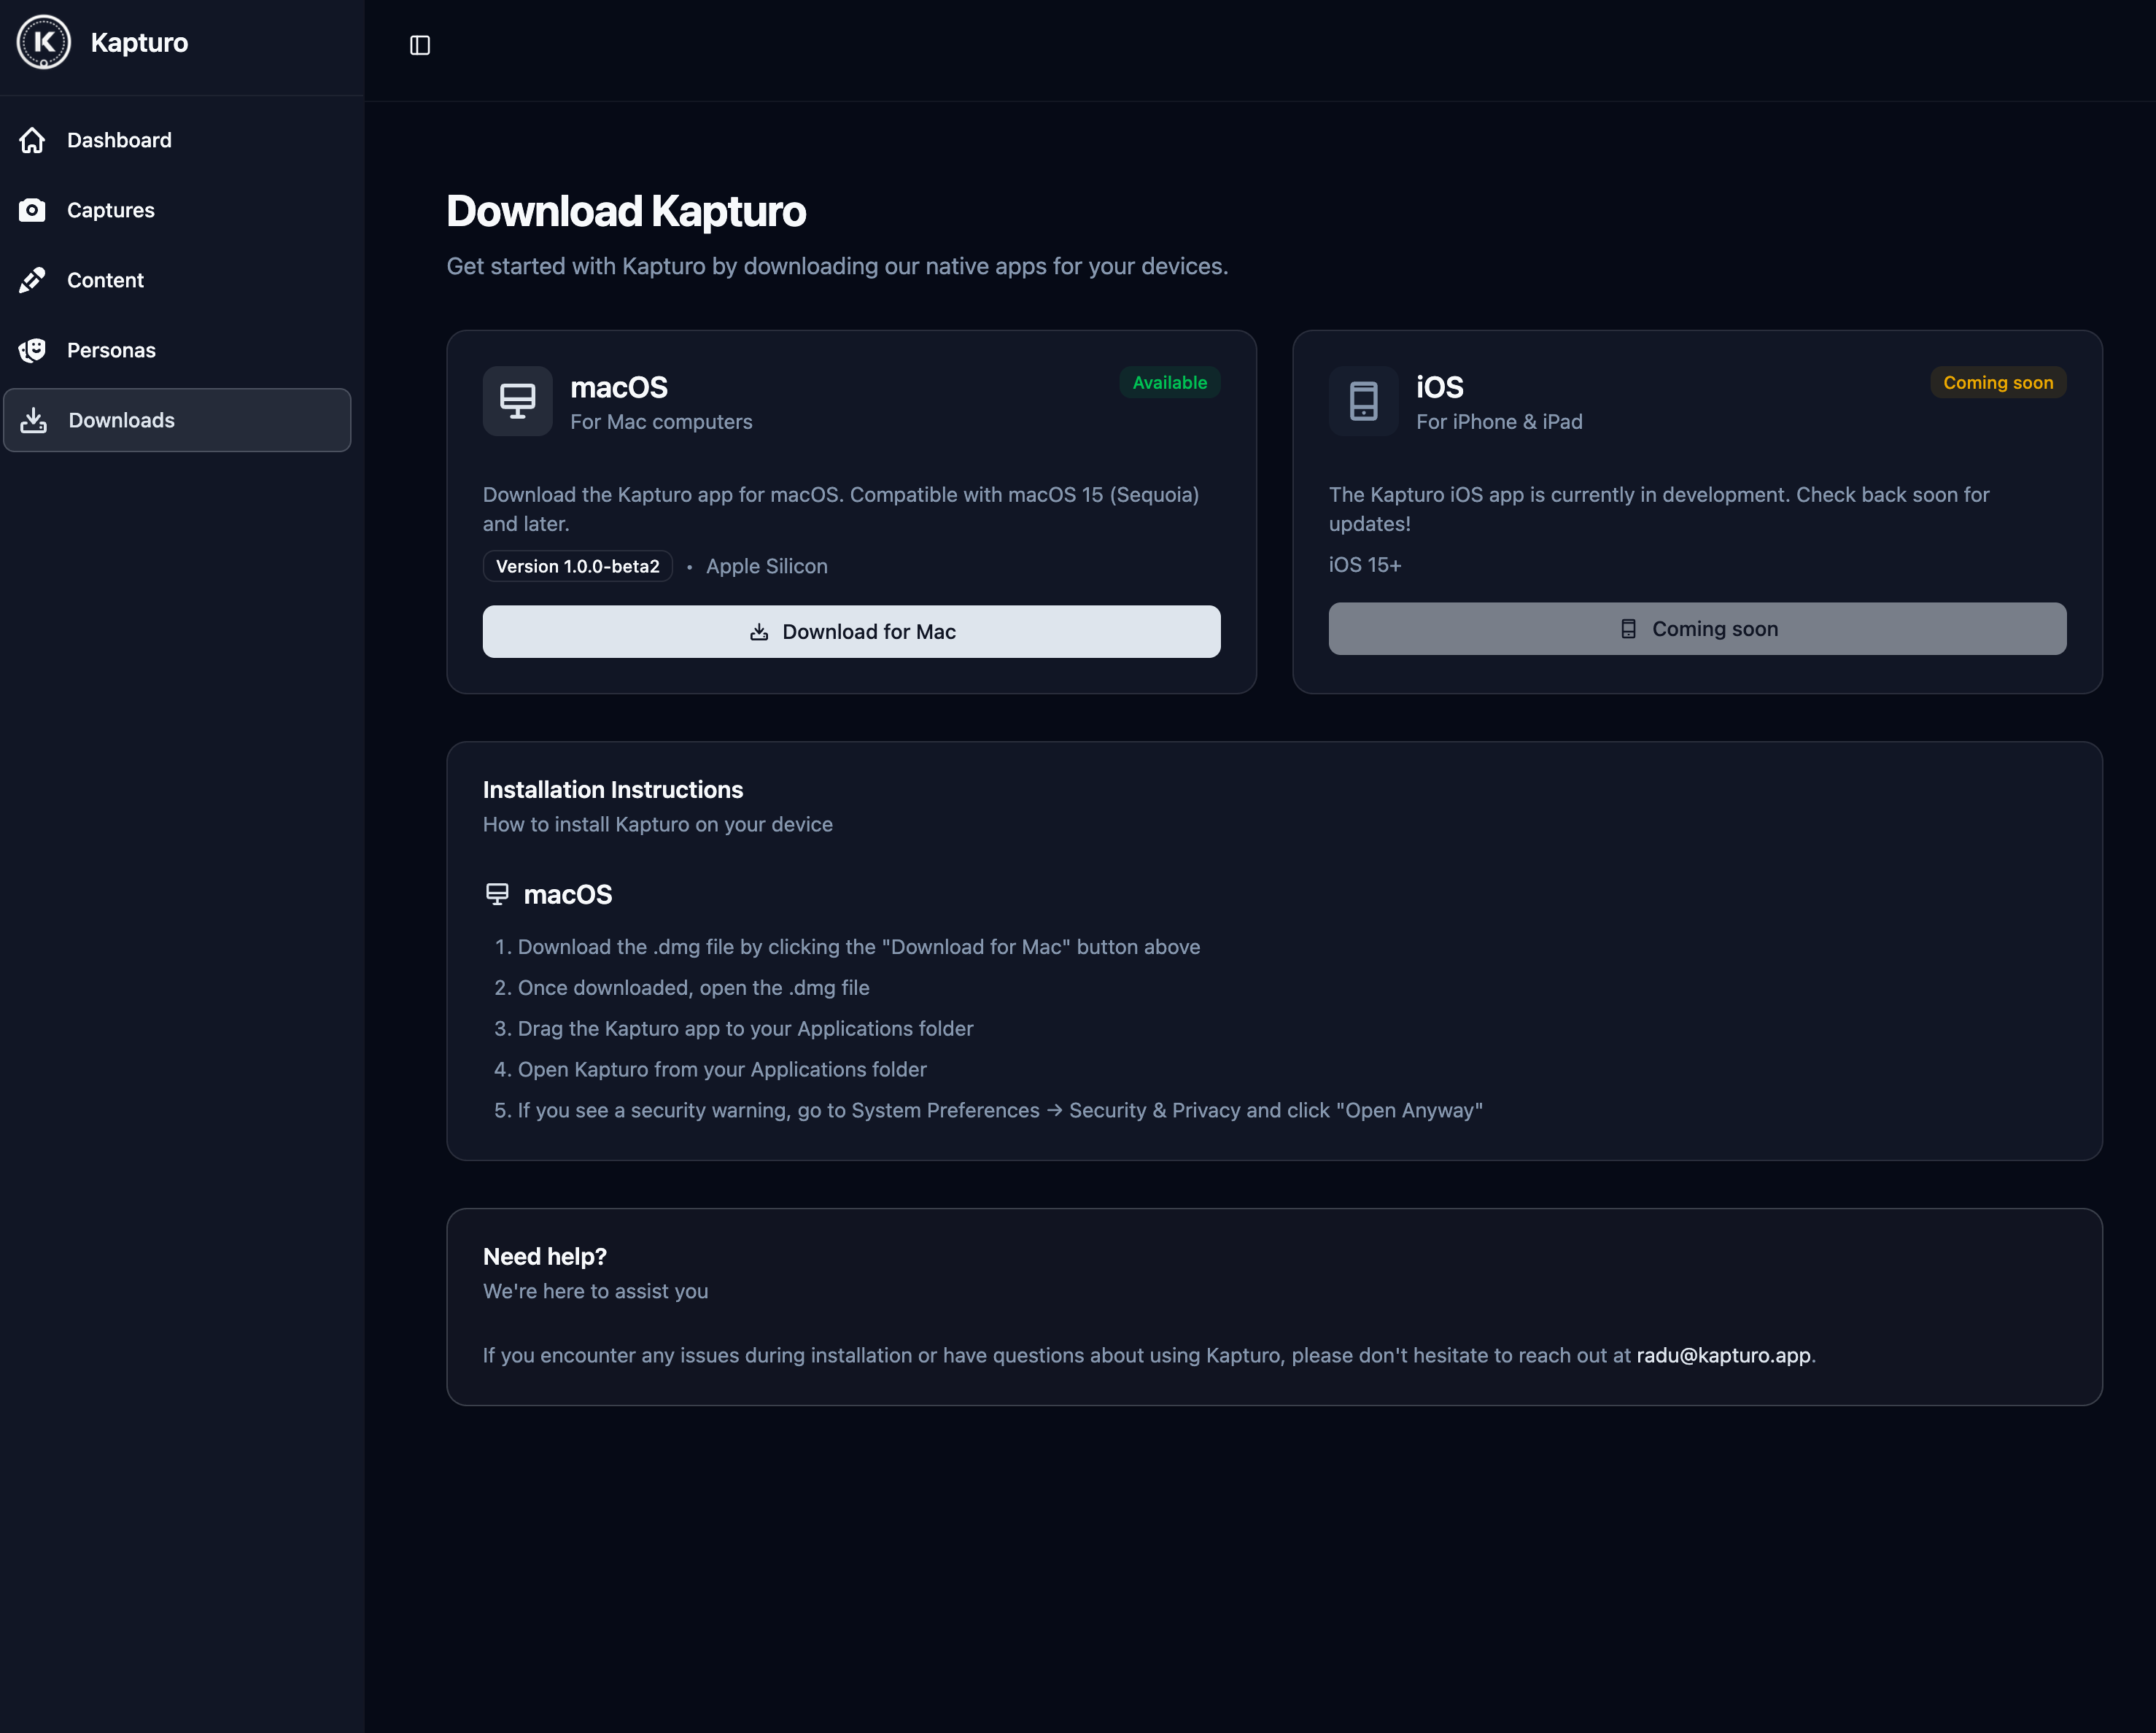 K
Kapturo
Dashboard
Captures
Content
Personas
Downloads
Download Kapturo
Get started with Kapturo by downloading our native apps for your devices.
macOS
Available
For Mac computers
Download the Kapturo app for macOS. Compatible with macOS 15 (Sequoia)
and later.
Version 1.0.0-beta2 • Apple Silicon
Download for Mac
iOS
Coming soon
For iPhone & iPad
The Kapturo iOS app is currently in development. Check back soon for
updates!
iOS 15+
Coming soon
Installation Instructions
How to install Kapturo on your device
macOS
1. Download the .dmg file by clicking the "Download for Mac" button above
2. Once downloaded, open the .dmg file
3. Drag the Kapturo app to your Applications folder
4. Open Kapturo from your Applications folder
5. If you see a security warning, go to System Preferences → Security & Privacy and click "Open Anyway"
Need help?
We're here to assist you
If you encounter any issues during installation or have questions about using Kapturo, please don't hesitate to reach out at radu@kapturo.app.